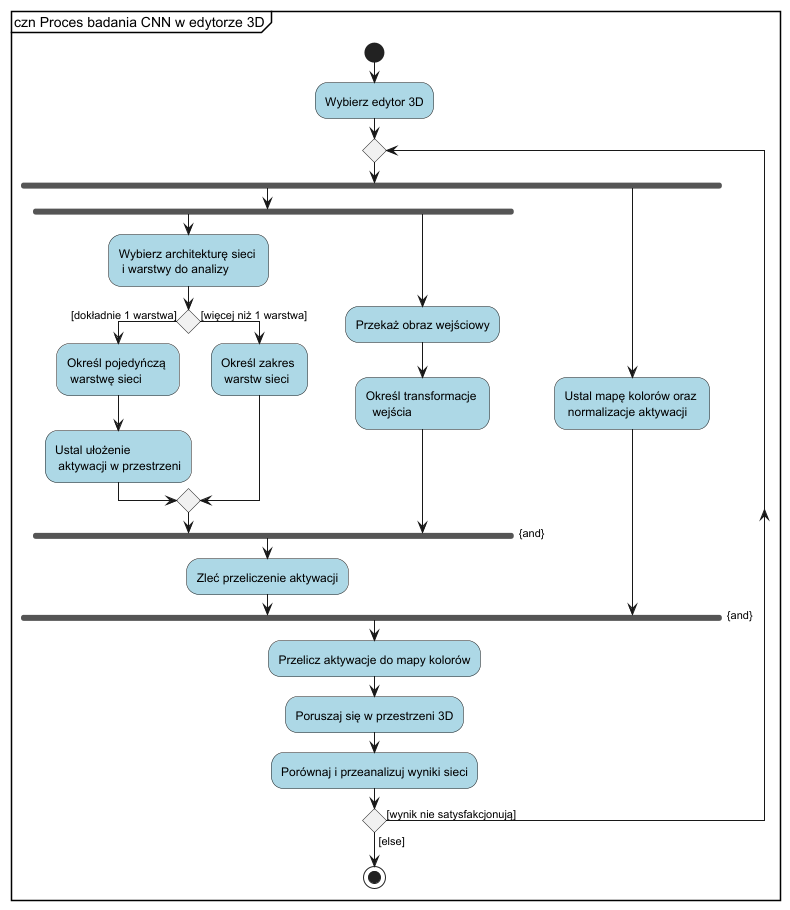 czn Proces badania CNN w edytorze 3D
Wybierz edytor 3D
Wybierz architekturę sieci
i warstwy do analizy
[dokładnie 1 warstwa]
[więcej niż 1 warstwa]
Określ pojedyńczą
warstwę sieci
Określ zakres
warstw sieci
Ustal ułożenie
aktywacji w przestrzeni
Przekaż obraz wejściowy
Określ transformacje
wejścia
Ustal mapę kolorów oraz
normalizacje aktywacji
{and}
Zleć przeliczenie aktywacji
{and}
Przelicz aktywacje do mapy kolorów
Poruszaj się w przestrzeni 3D
Porównaj i przeanalizuj wyniki sieci
[wynik nie satysfakcjonują]
[else]